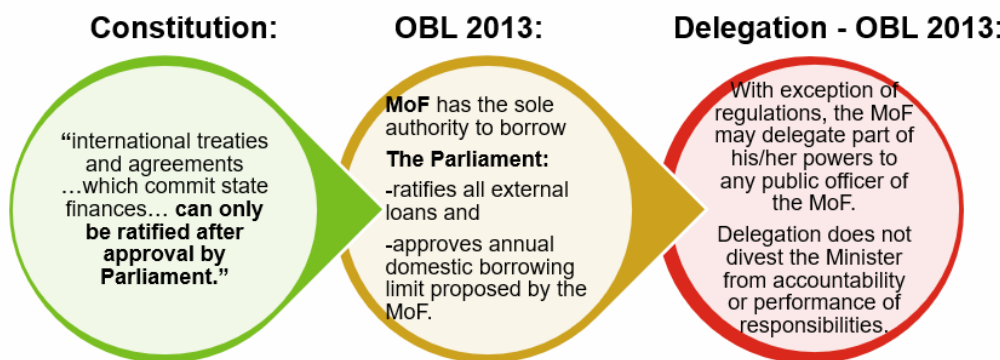 Constitution:
OBL 2013:
Delegation - OBL 2013:
“international treaties
and agreements
…which commit state
finances… can only
be ratified after
approval by
Parliament.”
MoF has the sole
authority to borrow
The Parliament:
-ratifies all external
loans and
-approves annual
domestic borrowing
limit proposed by the
MoF.
With exception of
regulations, the MoF
may delegate part of
his/her powers to
any public officer of
the MoF.
Delegation does not
divest the Minister
from accountability
or performance of
responsibilities.